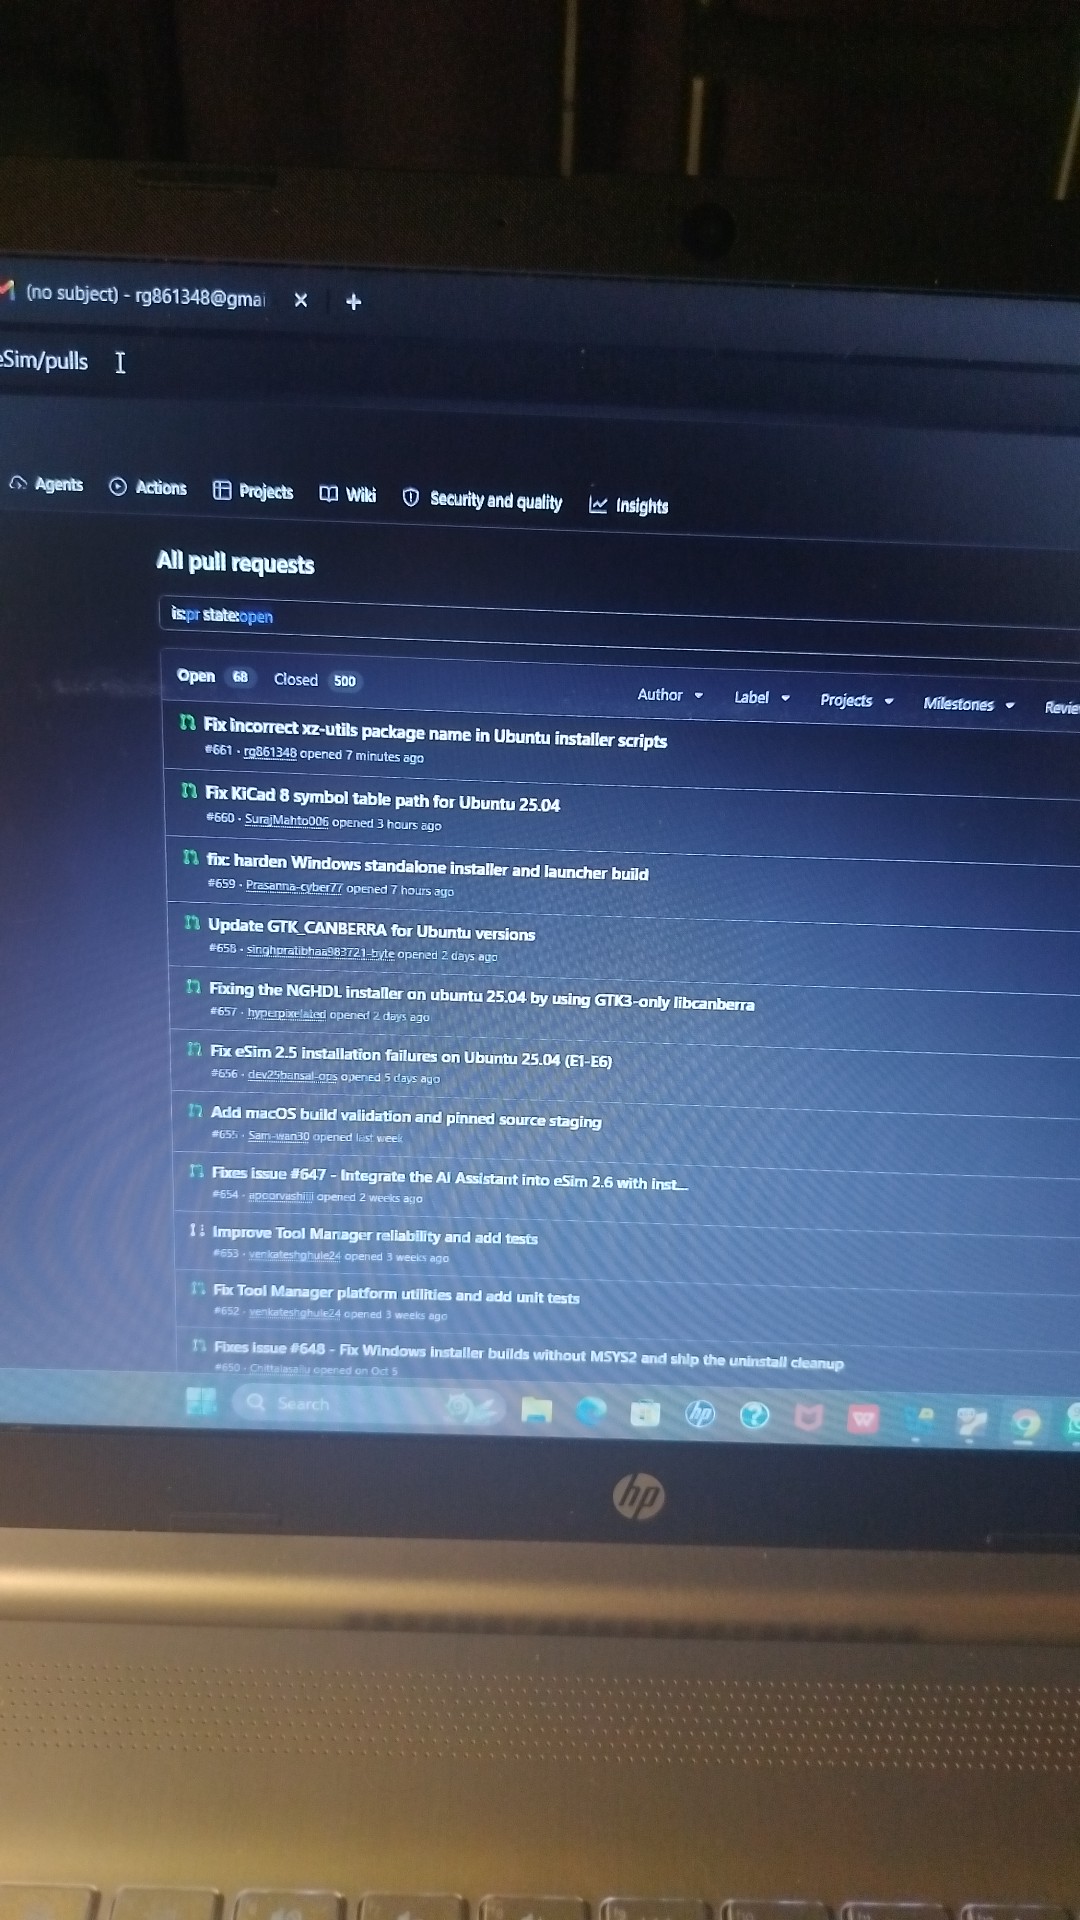 (no subject) - rg861348@gmai
eSim/pulls
Agents Actions Projects Wiki Security and quality Insights
All pull requests
is:pr state:open
Open 68 Closed 500
Author Label Projects Milestones Revie
Fix incorrect xz-utils package name in Ubuntu installer scripts
#661 · rg861348 opened 7 minutes ago
Fix KiCad 8 symbol table path for Ubuntu 25.04
#660 · SurajMahto006 opened 3 hours ago
fix: harden Windows standalone installer and launcher build
#659 · Prasanna-cyber77 opened 7 hours ago
Update GTK_CANBERRA for Ubuntu versions
#658 · singhpratibhaa983721-byte opened 2 days ago
Fixing the NGHDL installer on ubuntu 25.04 by using GTK3-only libcanberra
#657 · hyperpixelated opened 2 days ago
Fix eSim 2.5 installation failures on Ubuntu 25.04 (E1-E6)
#656 · dev25bansal-ops opened 5 days ago
Add macOS build validation and pinned source staging
#655 · Sam-wan30 opened last week
Fixes issue #647 - Integrate the AI Assistant into eSim 2.6 with inst...
#654 · opened 2 weeks ago
Improve Tool Manager reliability and add tests
#653 · venkateshghule24 opened 3 weeks ago
Fix Tool Manager platform utilities and add unit tests
#652 · venkateshghule24 opened 3 weeks ago
Fixes issue #648 - Fix Windows installer builds without MSYS2 and ship the uninstall cleanup
#650 · opened on Oct 5
Search
hp
hp